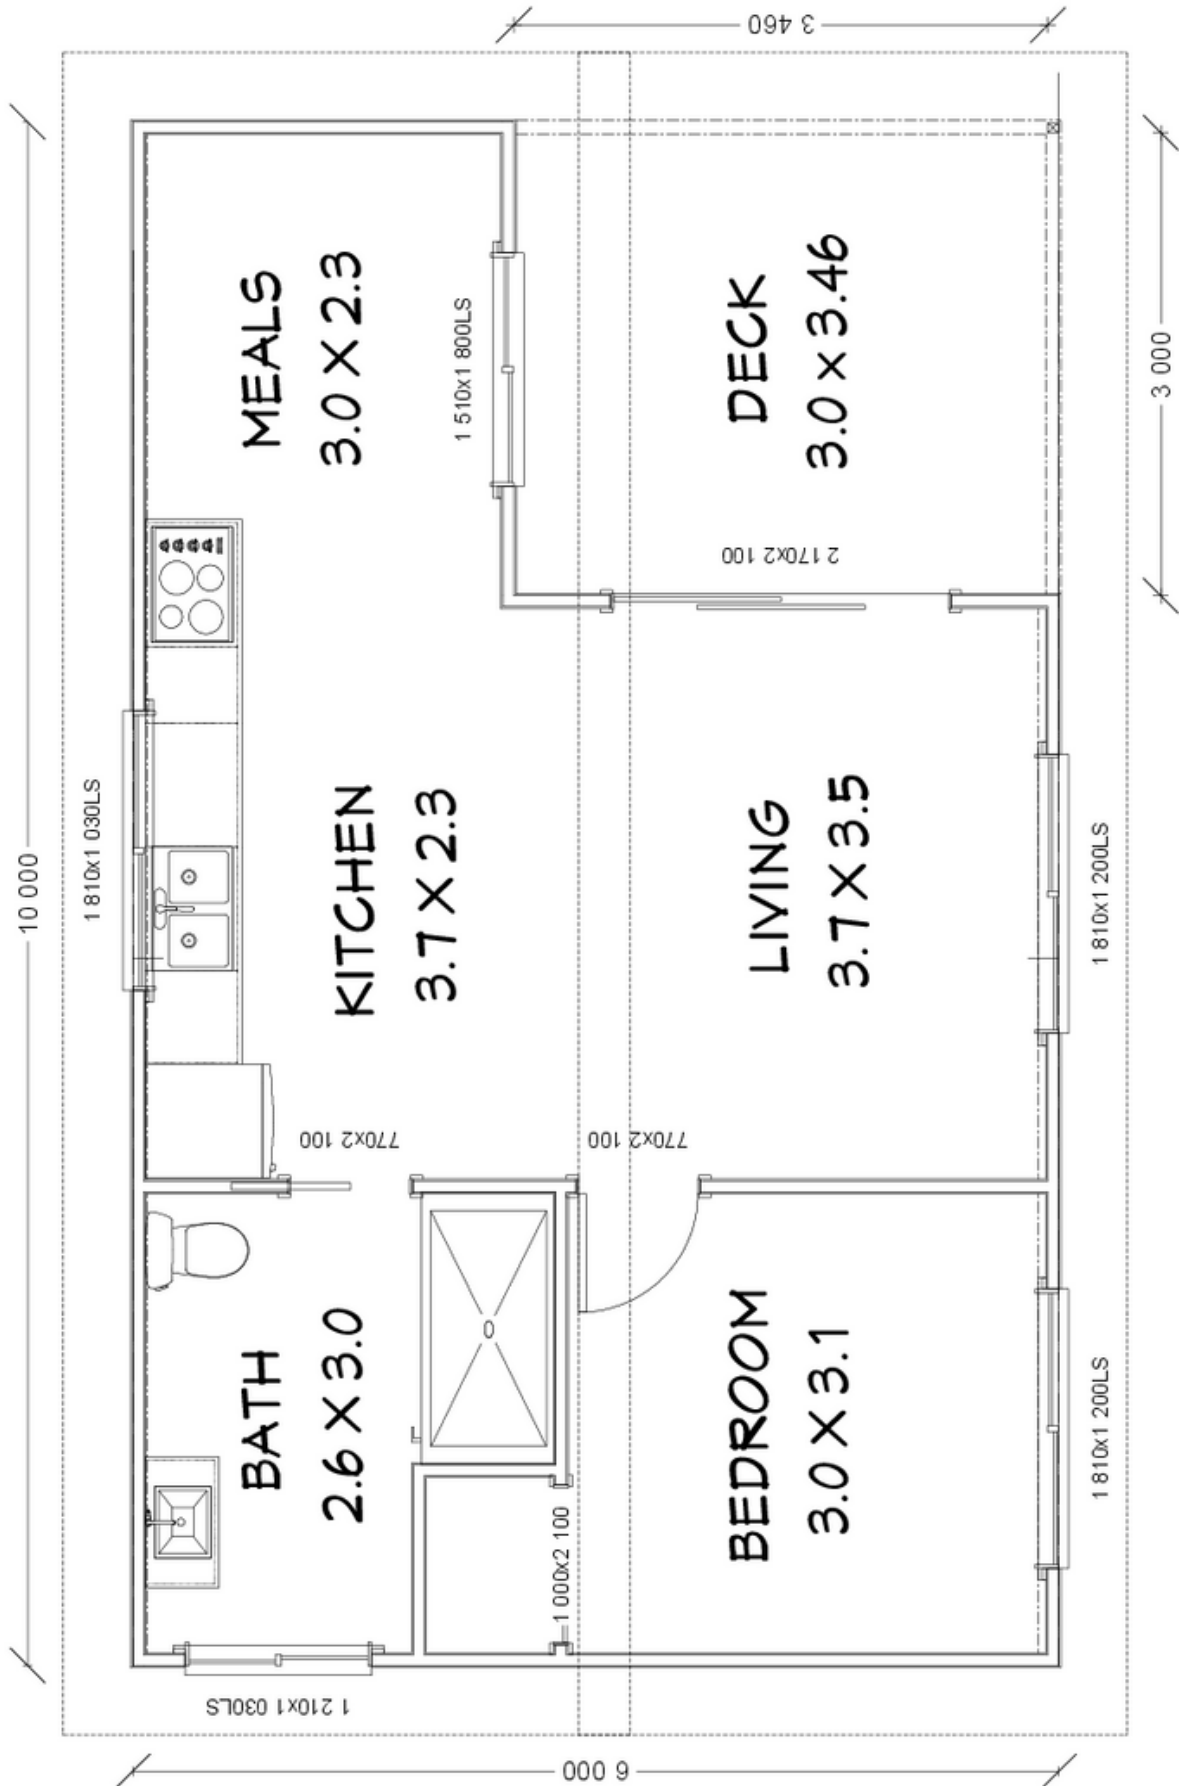 3 460
10 000
3 000
MEALS
3.0 X 2.3
1 510x1 800LS
DECK
3.0 x 3.46
2 170x2 100
1 810x1 030LS
KITCHEN
3.7 X 2.3
LIVING
3.7 X 3.5
1 810x1 200LS
770x2 100
770x2 100
BATH
2.6 X 3.0
BEDROOM
3.0 X 3.1
1 810x1 200LS
1 000x2 100
1 210x1 030LS
6 000